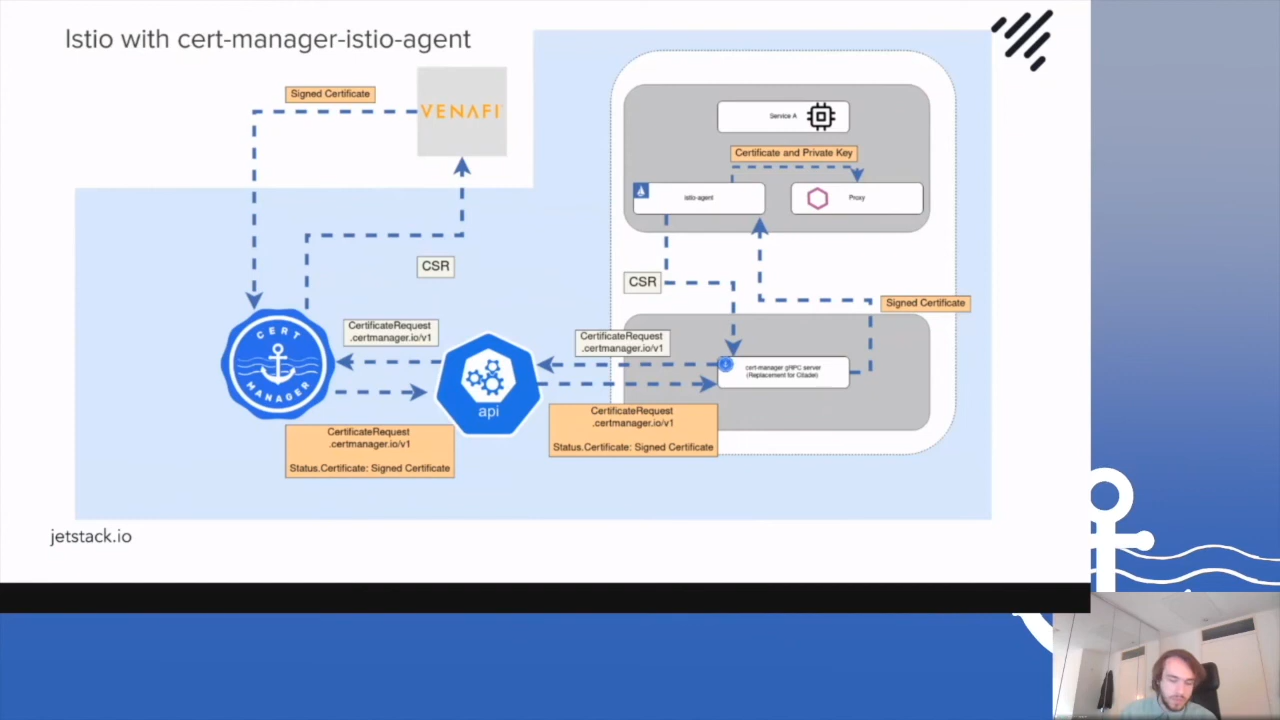 Istio with cert-manager-istio-agent
Signed Certificate
VENAFI
Service A
Certificate and Private Key
istio-agent
Proxy
CSR
CSR
Signed Certificate
CERT
MANAGER
CertificateRequest
.certmanager.io/v1
CertificateRequest
.certmanager.io/v1
api
cert-manager gRPC server
(Replacement for Citadel)
CertificateRequest
.certmanager.io/v1
Status.Certificate: Signed Certificate
CertificateRequest
.certmanager.io/v1
Status.Certificate: Signed Certificate
jetstack.io